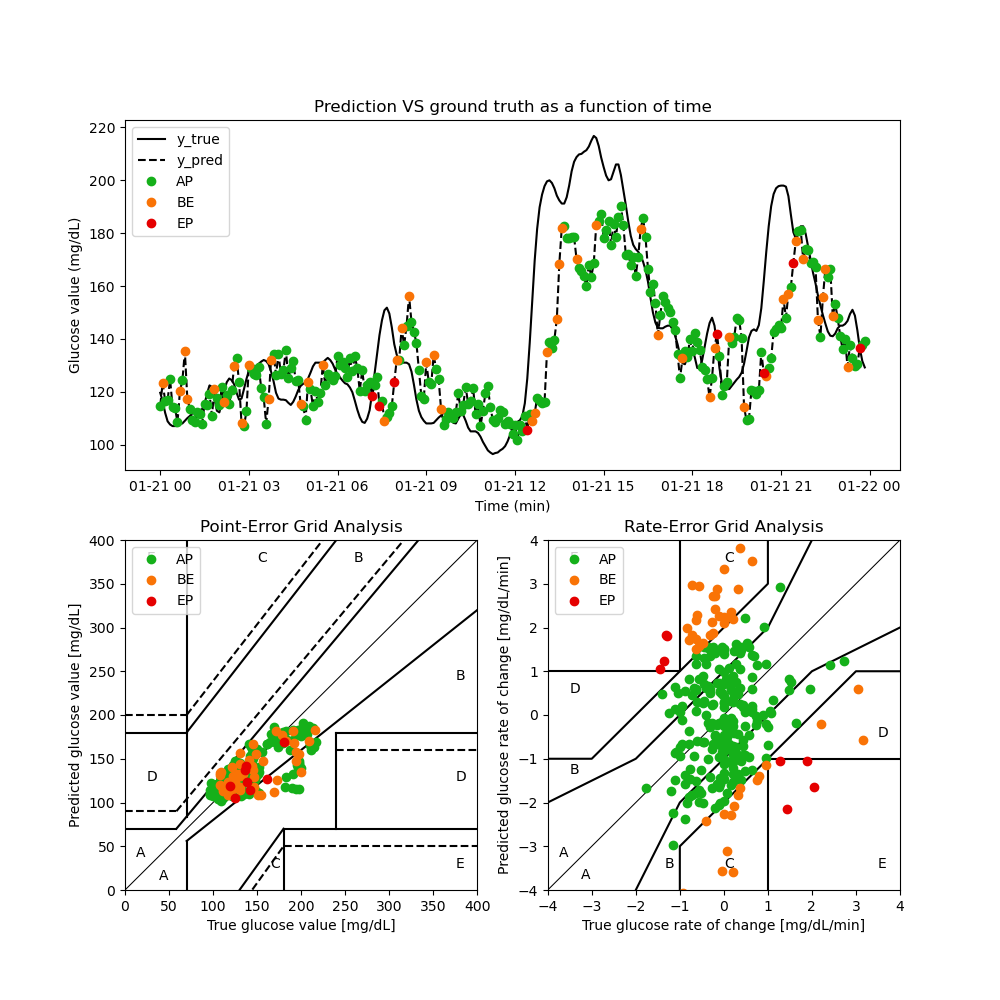 Prediction VS ground truth as a function of time
y_true
y_pred
AP
BE
EP
Glucose value (mg/dL)
220
200
180
160
140
120
100
01-21 00 01-21 03 01-21 06 01-21 09 01-21 12 01-21 15 01-21 18 01-21 21 01-22 00
Time (min)
Point-Error Grid Analysis
AP
BE
EP
C
B
B
D
D
A
A
C
E
Predicted glucose value [mg/dL]
400
350
300
250
200
150
100
50
0
0 50 100 150 200 250 300 350 400
True glucose value [mg/dL]
Rate-Error Grid Analysis
AP
BE
EP
C
D
D
B
A
A
B
C
E
Predicted glucose rate of change [mg/dL/min]
4
3
2
1
0
−1
−2
−3
−4
−4 −3 −2 −1 0 1 2 3 4
True glucose rate of change [mg/dL/min]